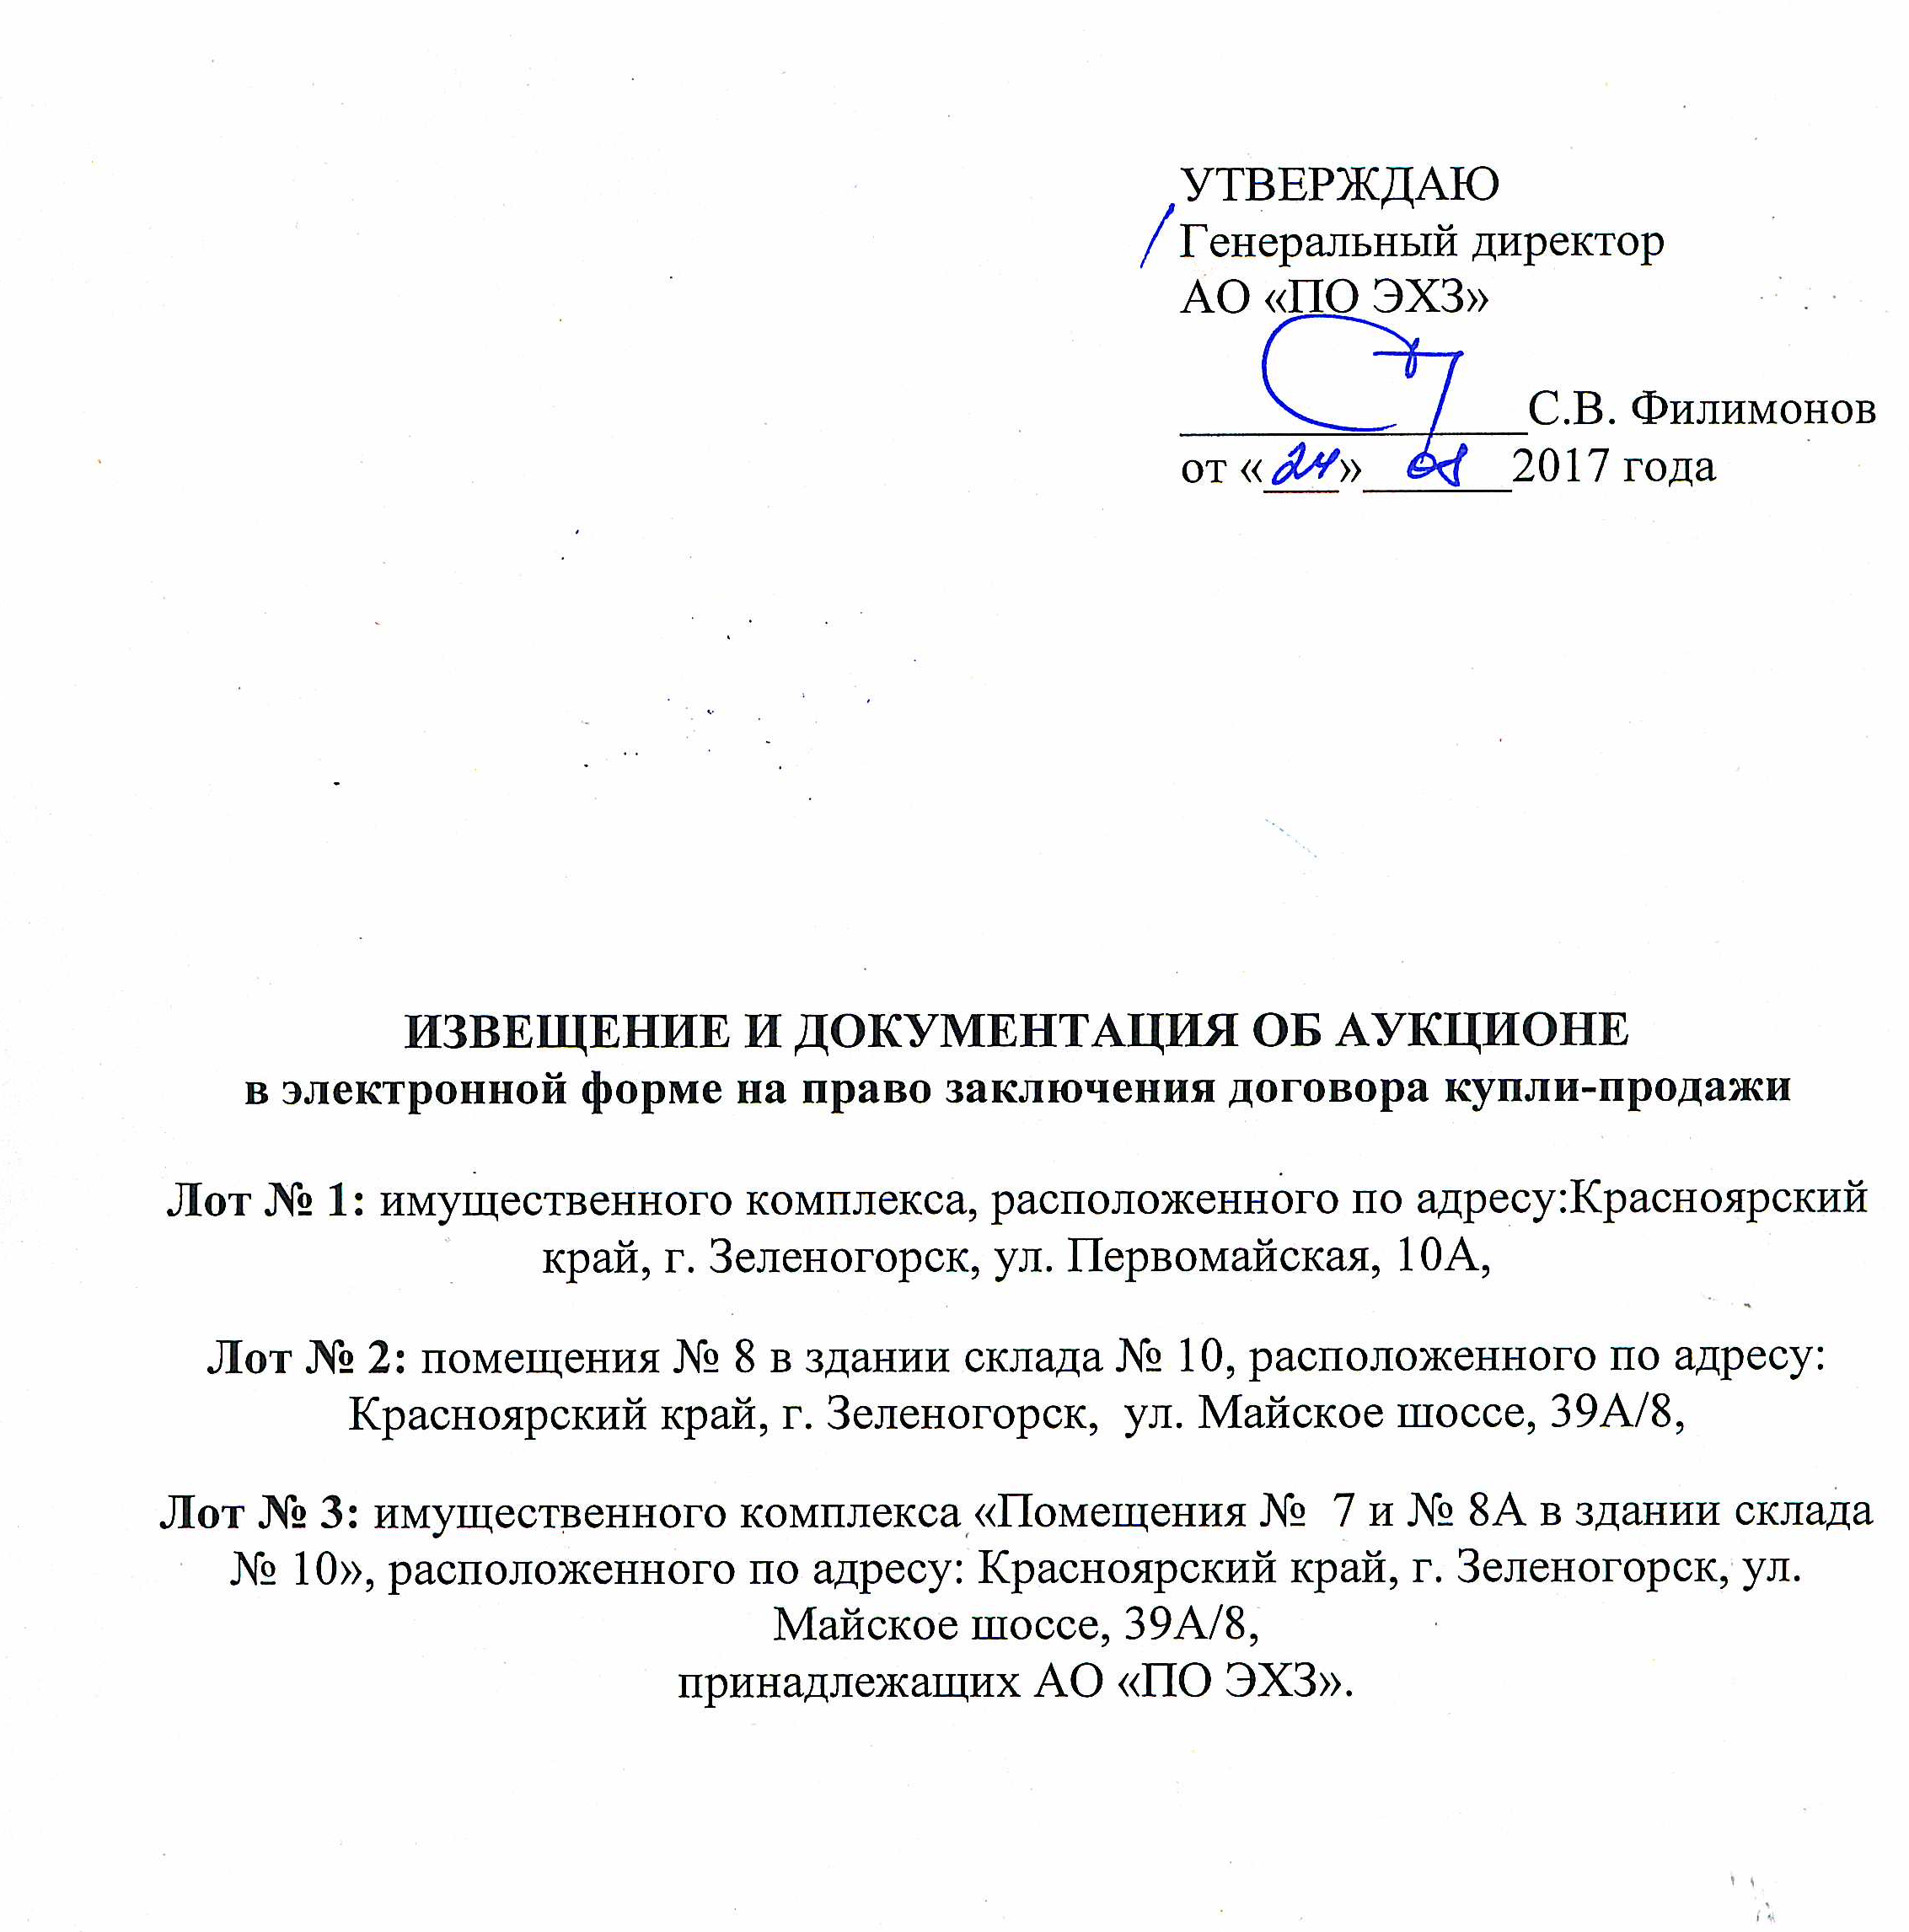 УТВЕРЖДАЮ
Генеральный директор
АО «ПО ЭХЗ»
С.В. Филимонов
от «24» 08 2017 года
ИЗВЕЩЕНИЕ И ДОКУМЕНТАЦИЯ ОБ АУКЦИОНЕ
в электронной форме на право заключения договора купли-продажи
Лот № 1: имущественного комплекса, расположенного по адресу:Красноярский
край, г. Зеленогорск, ул. Первомайская, 10А,
Лот № 2: помещения № 8 в здании склада № 10, расположенного по адресу:
Красноярский край, г. Зеленогорск, ул. Майское шоссе, 39А/8,
Лот № 3: имущественного комплекса «Помещения № 7 и № 8А в здании склада
№ 10», расположенного по адресу: Красноярский край, г. Зеленогорск, ул.
Майское шоссе, 39А/8,
принадлежащих АО «ПО ЭХЗ».